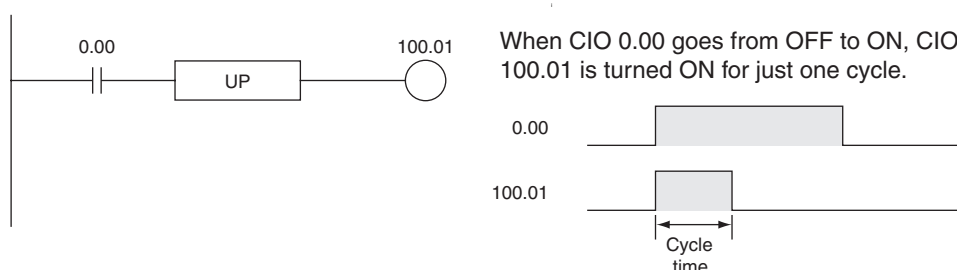 0.00
UP
100.01
When CIO 0.00 goes from OFF to ON, CIO
100.01 is turned ON for just one cycle.
0.00
100.01
Cycle
time